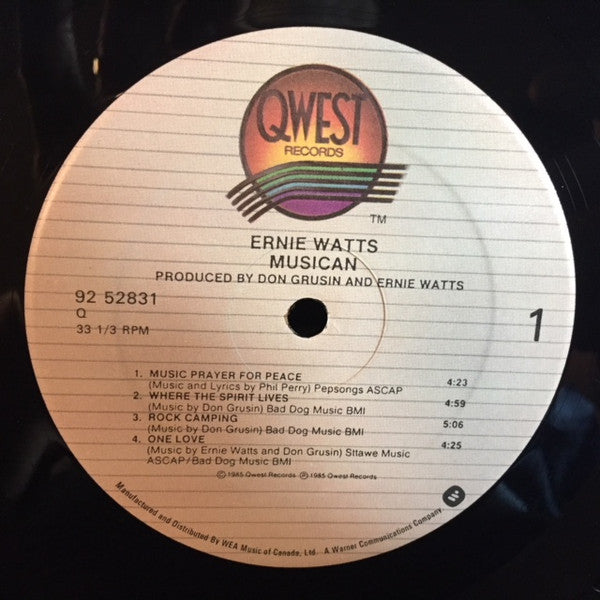 QWEST
RECORDS
TM
ERNIE WATTS
MUSICAN
PRODUCED BY DON GRUSIN AND ERNIE WATTS
92 52831
Q
33 1/3 RPM
1
1. MUSIC PRAYER FOR PEACE 4:23
(Music and Lyrics by Phil Perry) Pepsongs ASCAP
2. WHERE THE SPIRIT LIVES 4:59
(Music by Don Grusin) Bad Dog Music BMI
3. ROCK CAMPING 5:06
(Music by Don Grusin) Bad Dog Music BMI
4. ONE LOVE 4:25
(Music by Ernie Watts and Don Grusin) Sttawe Music
ASCAP/Bad Dog Music BMI
© 1985 Qwest Records ℗ 1985 Qwest Records
Manufactured and Distributed By WEA Music of Canada, Ltd. A Warner Communications Company.